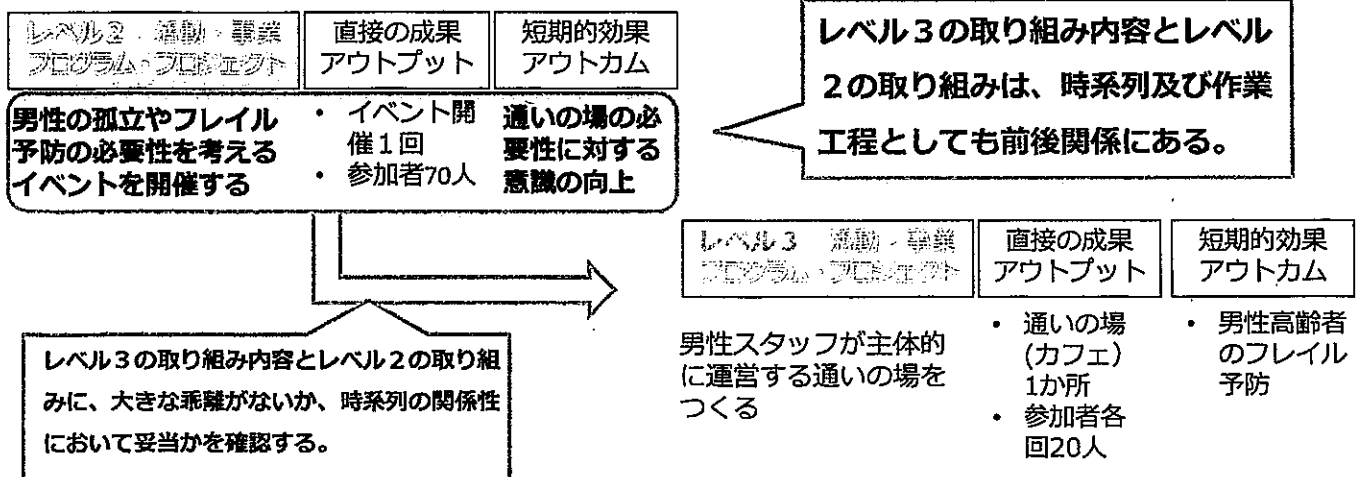 レベル２・活動・事業
プログラム・プロジェクト
直接の成果
アウトプット
短期的効果
アウトカム
男性の孤立やフレイル
予防の必要性を考える
イベントを開催する
• イベント開
催１回
• 参加者70人
通いの場の必
要性に対する
意識の向上
レベル３の取り組み内容とレベル
２の取り組みは、時系列及び作業
工程としても前後関係にある。
レベル３　活動・事業
プログラム・プロジェクト
直接の成果
アウトプット
短期的効果
アウトカム
男性スタッフが主体的
に運営する通いの場を
つくる
• 通いの場
(カフェ)
1か所
• 参加者各
回20人
• 男性高齢者
のフレイル
予防
レベル３の取り組み内容とレベル２の取り組
みに、大きな乖離がないか、時系列の関係性
において妥当かを確認する。